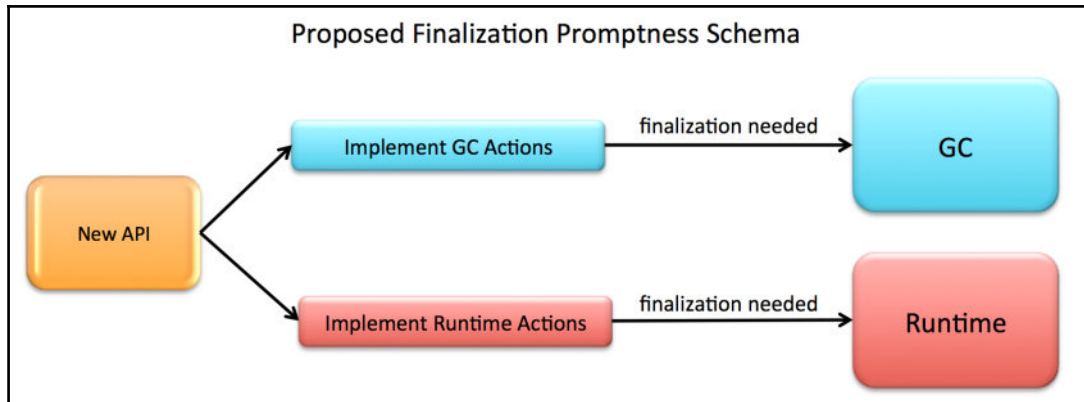 Proposed Finalization Promptness Schema
finalization needed
Implement GC Actions
GC
New API
finalization needed
Implement Runtime Actions
Runtime